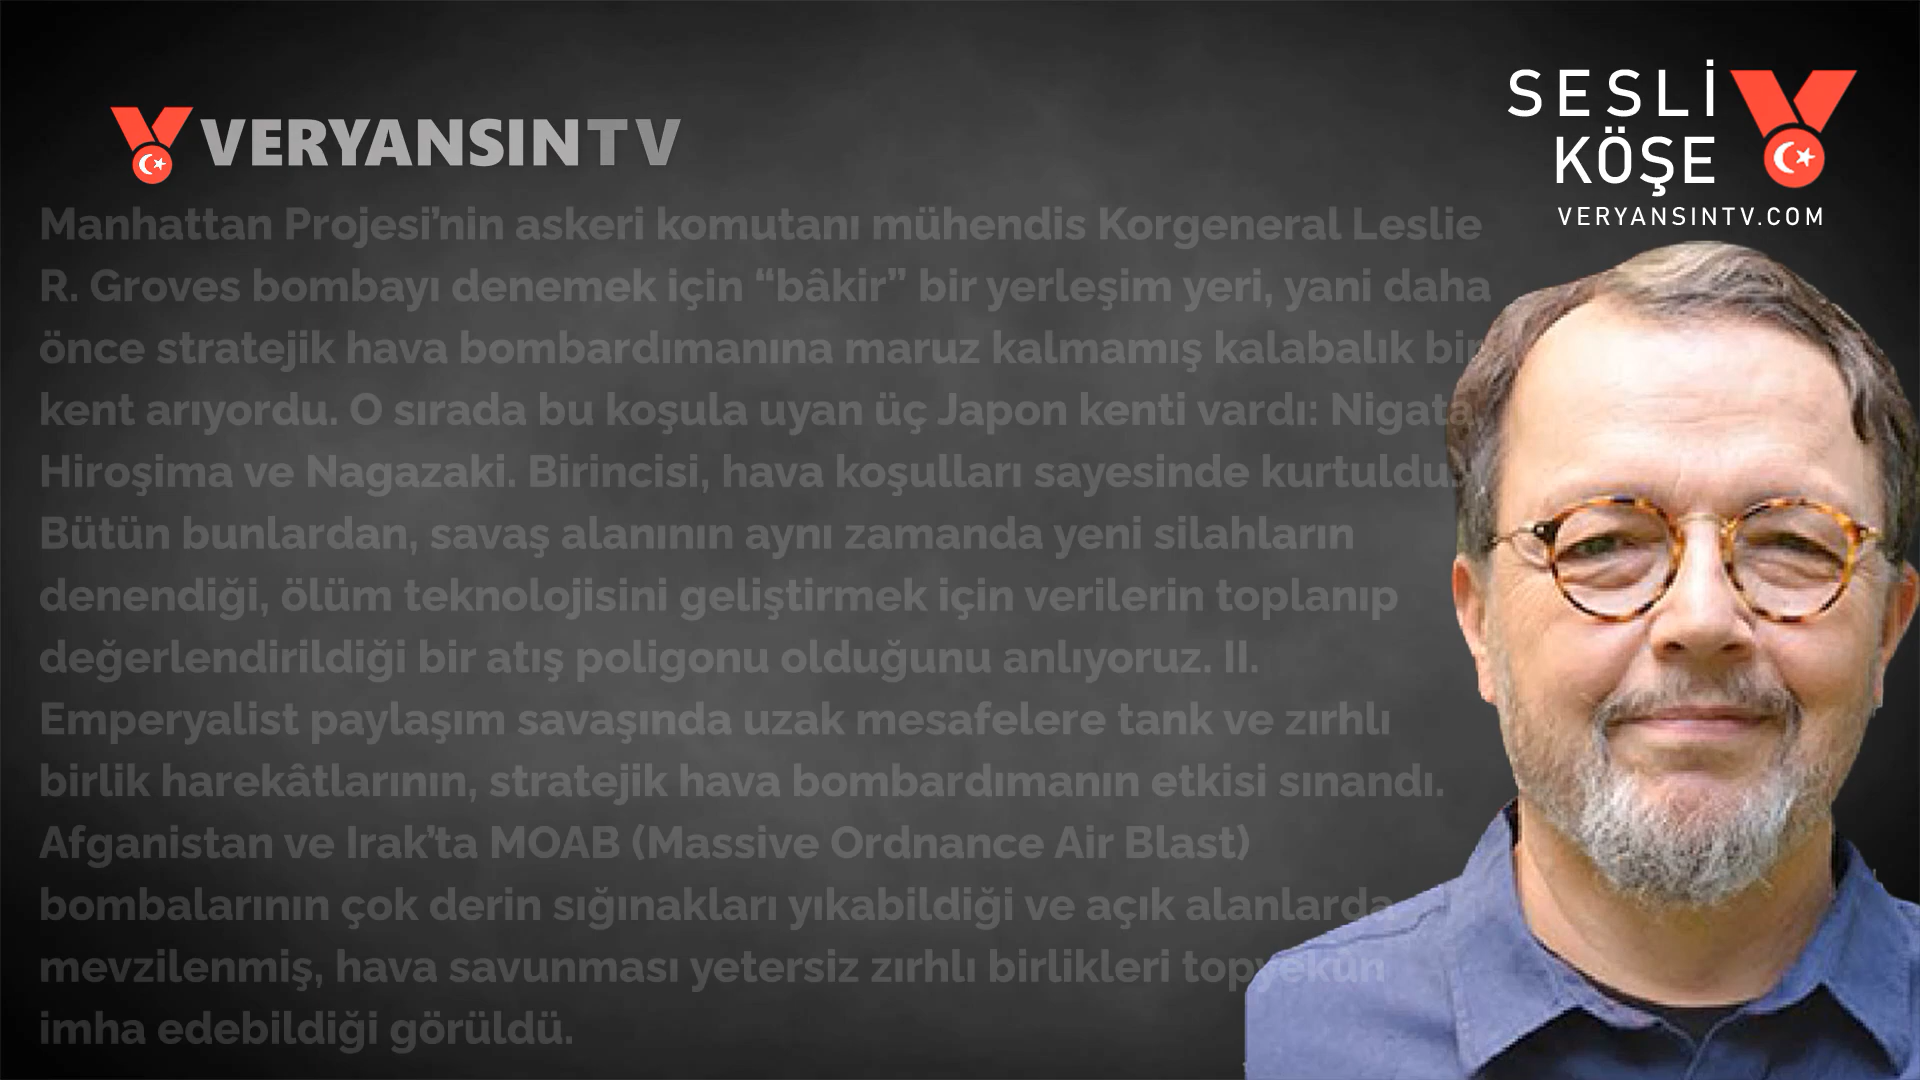 VERYANSINTV
SESLİ
KÖŞE
VERYANSINTV.COM
Manhattan Projesi’nin askeri komutanı mühendis Korgeneral Leslie
R. Groves bombayı denemek için “bâkir” bir yerleşim yeri, yani daha
önce stratejik hava bombardımanına maruz kalmamış kalabalık bir
kent arıyordu. O sırada bu koşula uyan üç Japon kenti vardı: Nigata
Hiroşima ve Nagazaki. Birincisi, hava koşulları sayesinde kurtuldu.
Bütün bunlardan, savaş alanının aynı zamanda yeni silahların
denendiği, ölüm teknolojisini geliştirmek için verilerin toplanıp
değerlendirildiği bir atış poligonu olduğunu anlıyoruz. II.
Emperyalist paylaşım savaşında uzak mesafelere tank ve zırhlı
birlik harekâtlarının, stratejik hava bombardımanın etkisi sınandı.
Afganistan ve Irak’ta MOAB (Massive Ordnance Air Blast)
bombalarının çok derin sığınakları yıkabildiği ve açık alanlarda
mevzilenmiş, hava savunması yetersiz zırhlı birlikleri topyekûn
imha edebildiği görüldü.